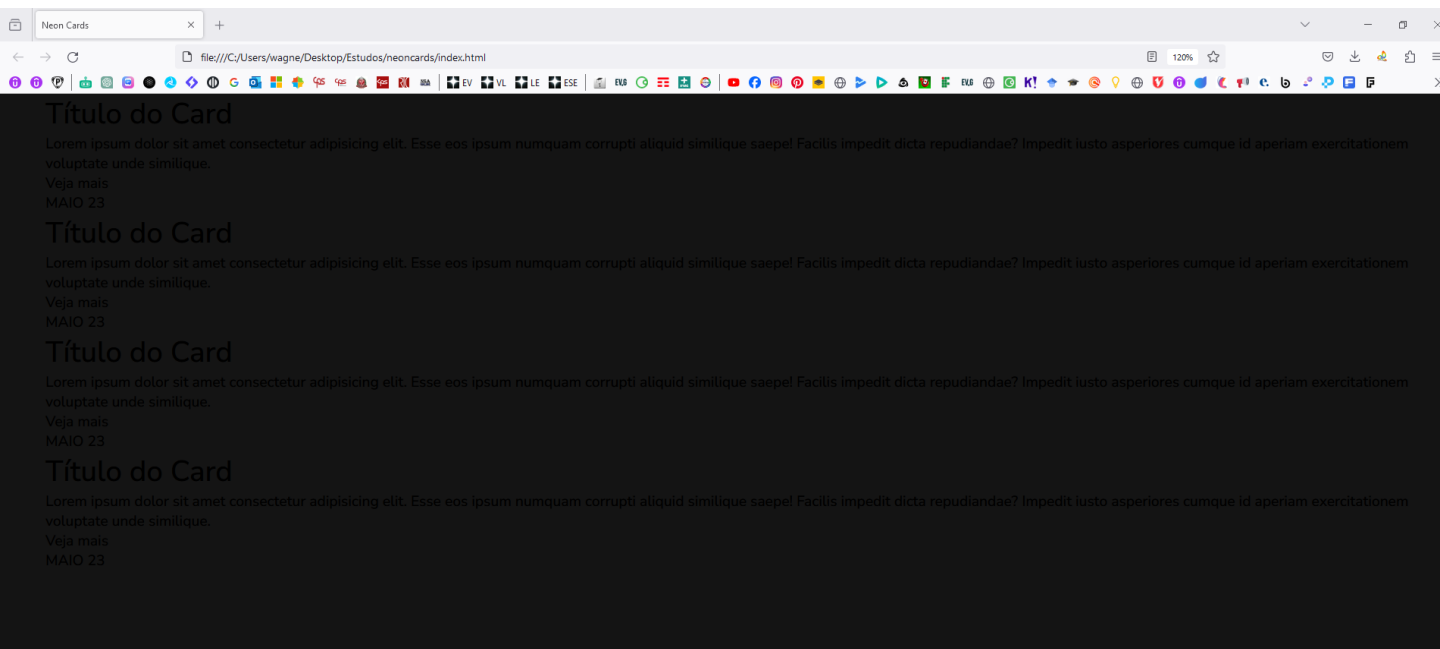 Neon Cards
file:///C:/Users/wagne/Desktop/Estudos/neoncards/index.html
120%
EV
VL
LE
ESE
Título do Card
Lorem ipsum dolor sit amet consectetur adipisicing elit. Esse eos ipsum numquam corrupti aliquid similique saepe! Facilis impedit dicta repudiandae? Impedit iusto asperiores cumque id aperiam exercitationem
voluptate unde similique.
Veja mais
MAIO 23
Título do Card
Lorem ipsum dolor sit amet consectetur adipisicing elit. Esse eos ipsum numquam corrupti aliquid similique saepe! Facilis impedit dicta repudiandae? Impedit iusto asperiores cumque id aperiam exercitationem
voluptate unde similique.
Veja mais
MAIO 23
Título do Card
Lorem ipsum dolor sit amet consectetur adipisicing elit. Esse eos ipsum numquam corrupti aliquid similique saepe! Facilis impedit dicta repudiandae? Impedit iusto asperiores cumque id aperiam exercitationem
voluptate unde similique.
Veja mais
MAIO 23
Título do Card
Lorem ipsum dolor sit amet consectetur adipisicing elit. Esse eos ipsum numquam corrupti aliquid similique saepe! Facilis impedit dicta repudiandae? Impedit iusto asperiores cumque id aperiam exercitationem
voluptate unde similique.
Veja mais
MAIO 23